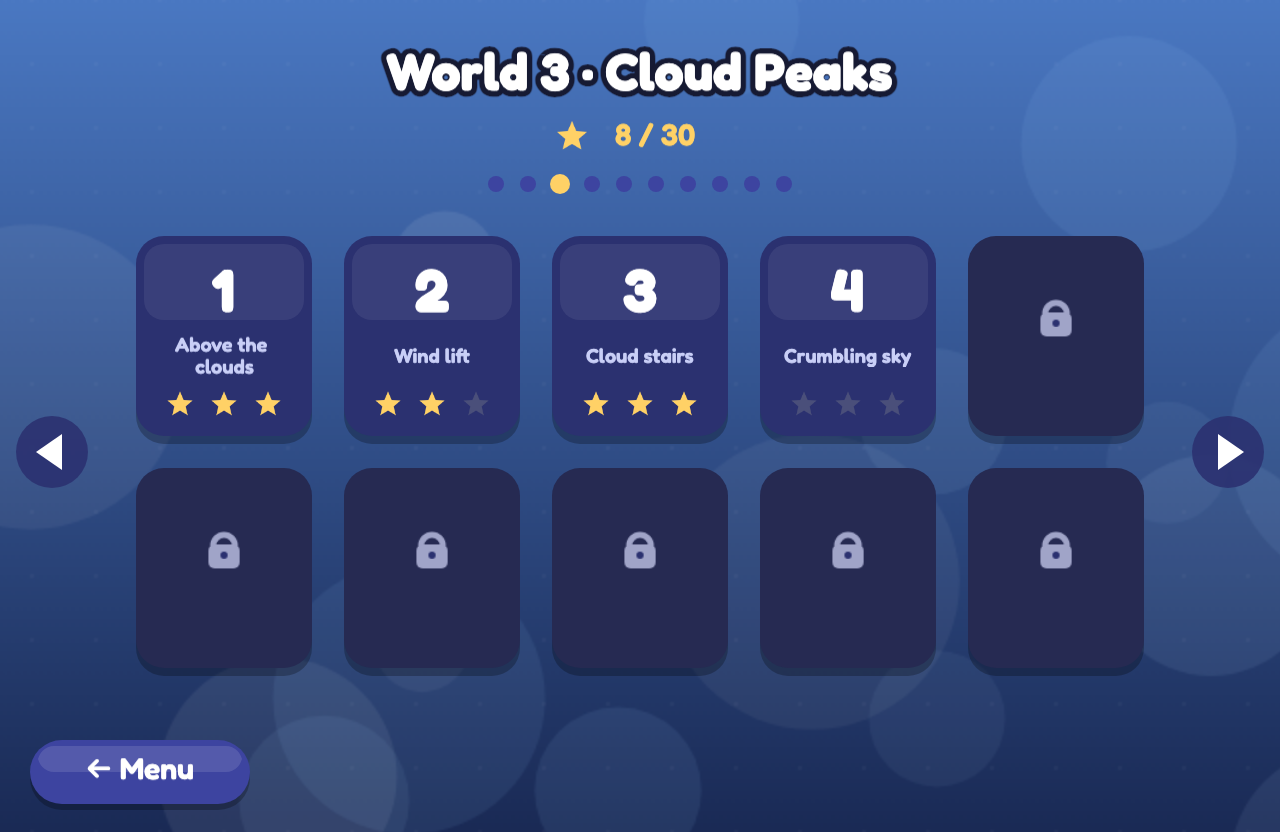 World 3 · Cloud Peaks
8 / 30
1
Above the
clouds
2
Wind lift
3
Cloud stairs
4
Crumbling sky
← Menu